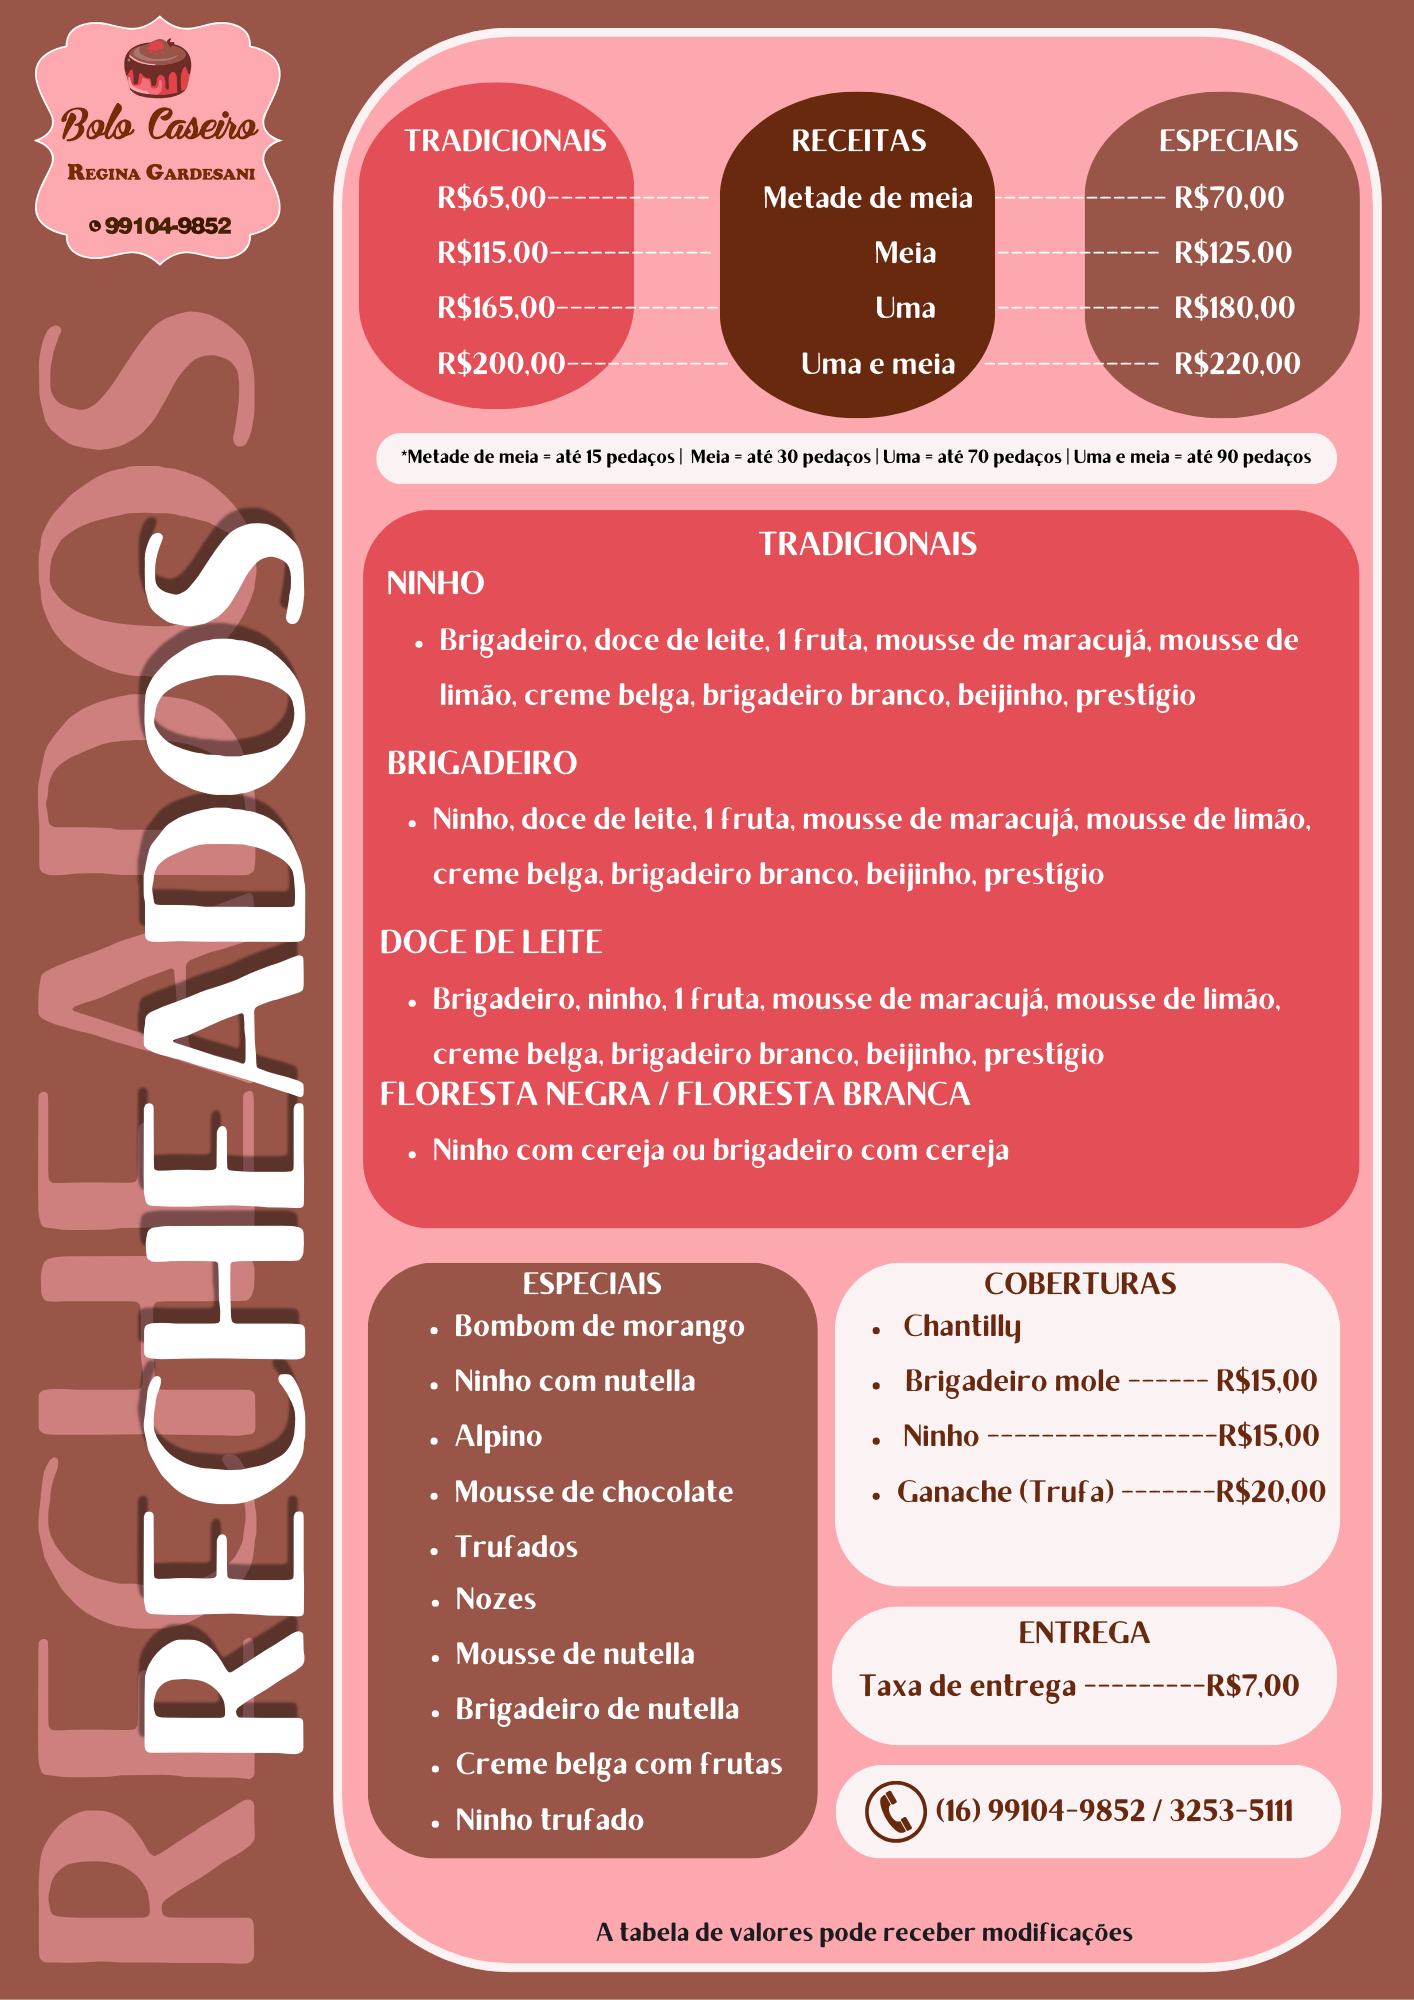 Bolo Caseiro
REGINA GARDESANI
99104-9852
RECHEADOS
RECHEADOS
TRADICIONAIS RECEITAS ESPECIAIS
R$65,00---------- Metade de meia ---------- R$70,00
R$115.00---------- Meia ---------- R$125.00
R$165,00---------- Uma ---------- R$180,00
R$200,00---------- Uma e meia ---------- R$220,00
*Metade de meia = até 15 pedaços | Meia = até 30 pedaços | Uma = até 70 pedaços | Uma e meia = até 90 pedaços
TRADICIONAIS
NINHO
• Brigadeiro, doce de leite, 1 fruta, mousse de maracujá, mousse de
limão, creme belga, brigadeiro branco, beijinho, prestígio
BRIGADEIRO
• Ninho, doce de leite, 1 fruta, mousse de maracujá, mousse de limão,
creme belga, brigadeiro branco, beijinho, prestígio
DOCE DE LEITE
• Brigadeiro, ninho, 1 fruta, mousse de maracujá, mousse de limão,
creme belga, brigadeiro branco, beijinho, prestígio
FLORESTA NEGRA / FLORESTA BRANCA
• Ninho com cereja ou brigadeiro com cereja
ESPECIAIS
• Bombom de morango
• Ninho com nutella
• Alpino
• Mousse de chocolate
• Trufados
• Nozes
• Mousse de nutella
• Brigadeiro de nutella
• Creme belga com frutas
• Ninho trufado
COBERTURAS
• Chantilly
• Brigadeiro mole ------ R$15,00
• Ninho -----------------R$15,00
• Ganache (Trufa) -------R$20,00
ENTREGA
Taxa de entrega ---------R$7,00
(16) 99104-9852 / 3253-5111
A tabela de valores pode receber modificações